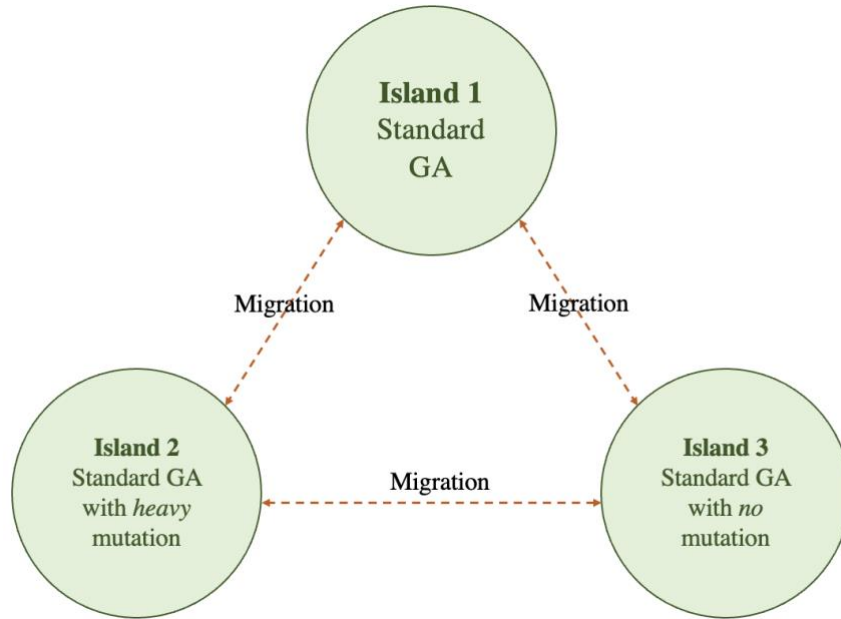 Island 1
Standard
GA
Migration
Migration
Island 2
Standard GA
with heavy
mutation
Migration
Island 3
Standard GA
with no
mutation